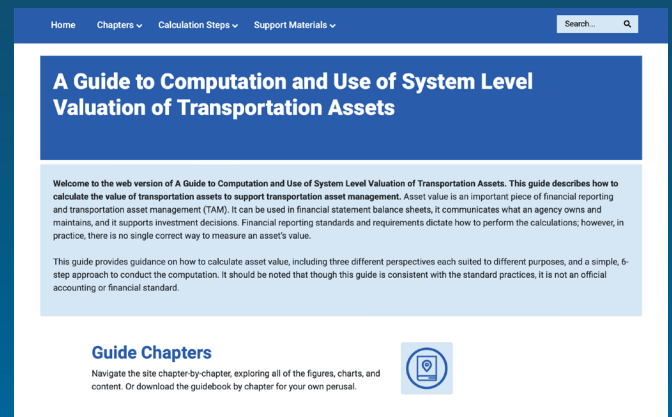 Home Chapters Calculation Steps Support Materials Search...
A Guide to Computation and Use of System Level
Valuation of Transportation Assets
Welcome to the web version of A Guide to Computation and Use of System Level Valuation of Transportation Assets. This guide describes how to
calculate the value of transportation assets to support transportation asset management. Asset value is an important piece of financial reporting
and transportation asset management (TAM). It can be used in financial statement balance sheets, it communicates what an agency owns and
maintains, and it supports investment decisions. Financial reporting standards and requirements dictate how to perform the calculations; however, in
practice, there is no single correct way to measure an asset's value.
This guide provides guidance on how to calculate asset value, including three different perspectives each suited to different purposes, and a simple, 6-
step approach to conduct the computation. It should be noted that though this guide is consistent with the standard practices, it is not an official
accounting or financial standard.
Guide Chapters
Navigate the site chapter-by-chapter, exploring all of the figures, charts, and
content. Or download the guidebook by chapter for your own perusal.